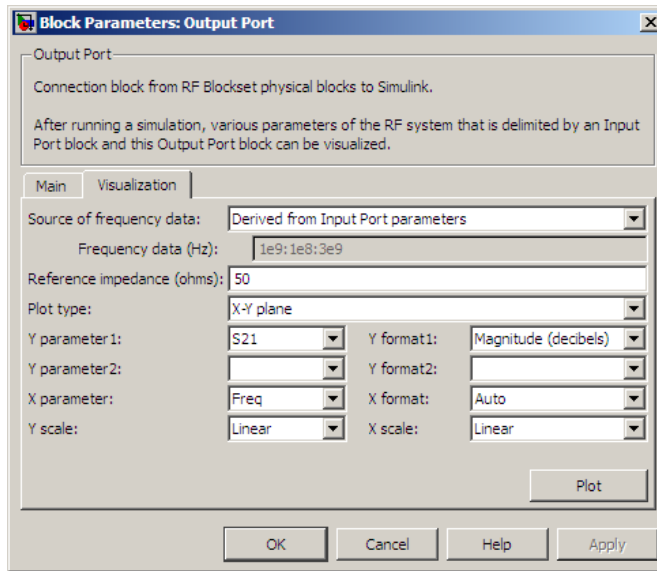 Block Parameters: Output Port
Output Port
Connection block from RF Blockset physical blocks to Simulink.
After running a simulation, various parameters of the RF system that is delimited by an Input
Port block and this Output Port block can be visualized.
Main Visualization
Source of frequency data: Derived from Input Port parameters
Frequency data (Hz): 1e9:1e8:3e9
Reference impedance (ohms): 50
Plot type: X-Y plane
Y parameter1: S21 Y format1: Magnitude (decibels)
Y parameter2: Y format2:
X parameter: Freq X format: Auto
Y scale: Linear X scale: Linear
Plot
OK Cancel Help Apply